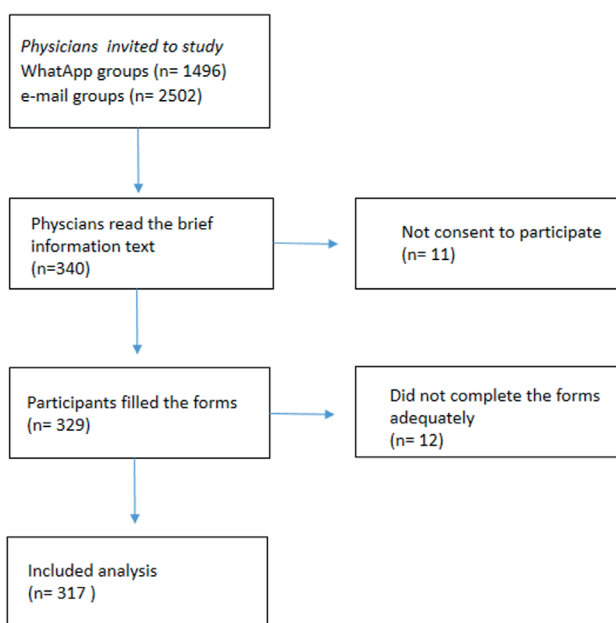 Physicians invited to study
WhatApp groups (n= 1496)
e-mail groups (n= 2502)
Physcians read the brief
information text
(n=340)
Not consent to participate
(n= 11)
Participants filled the forms
(n= 329)
Did not complete the forms
adequately
(n= 12)
Included analysis
(n= 317 )